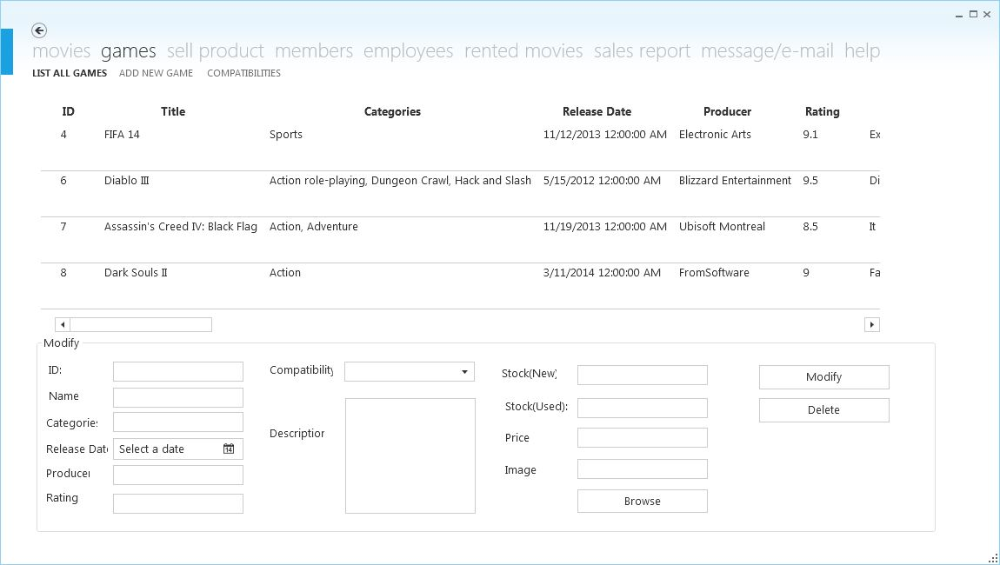 movies games sell product members employees rented movies sales report message/e-mail help
LIST ALL GAMES ADD NEW GAME COMPATIBILITIES
ID Title Categories Release Date Producer Rating
4 FIFA 14 Sports 11/12/2013 12:00:00 AM Electronic Arts 9.1 Ex
6 Diablo III Action role-playing, Dungeon Crawl, Hack and Slash 5/15/2012 12:00:00 AM Blizzard Entertainment 9.5 Di
7 Assassin's Creed IV: Black Flag Action, Adventure 11/19/2013 12:00:00 AM Ubisoft Montreal 8.5 It
8 Dark Souls II Action 3/11/2014 12:00:00 AM FromSoftware 9 Fa
Modify
ID:
Name
Categories:
Release Date
Select a date 14
Producer
Rating
Compatibility
Description
Stock(New)
Stock(Used):
Price
Image
Browse
Modify
Delete